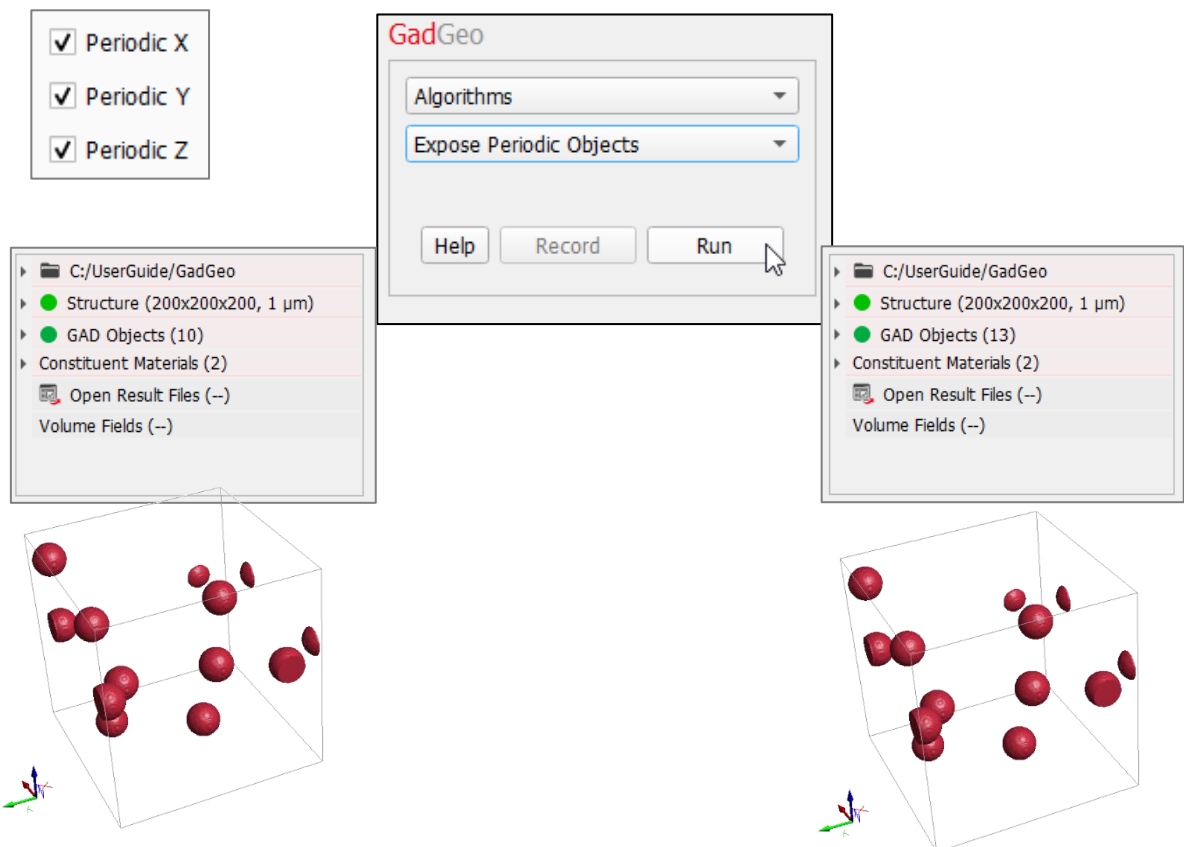 Periodic X
Periodic Y
Periodic Z
GadGeo
Algorithms
Expose Periodic Objects
Help
Record
Run
C:/UserGuide/GadGeo
Structure (200x200x200, 1 µm)
GAD Objects (10)
Constituent Materials (2)
Open Result Files (--)
Volume Fields (--)
C:/UserGuide/GadGeo
Structure (200x200x200, 1 µm)
GAD Objects (13)
Constituent Materials (2)
Open Result Files (--)
Volume Fields (--)